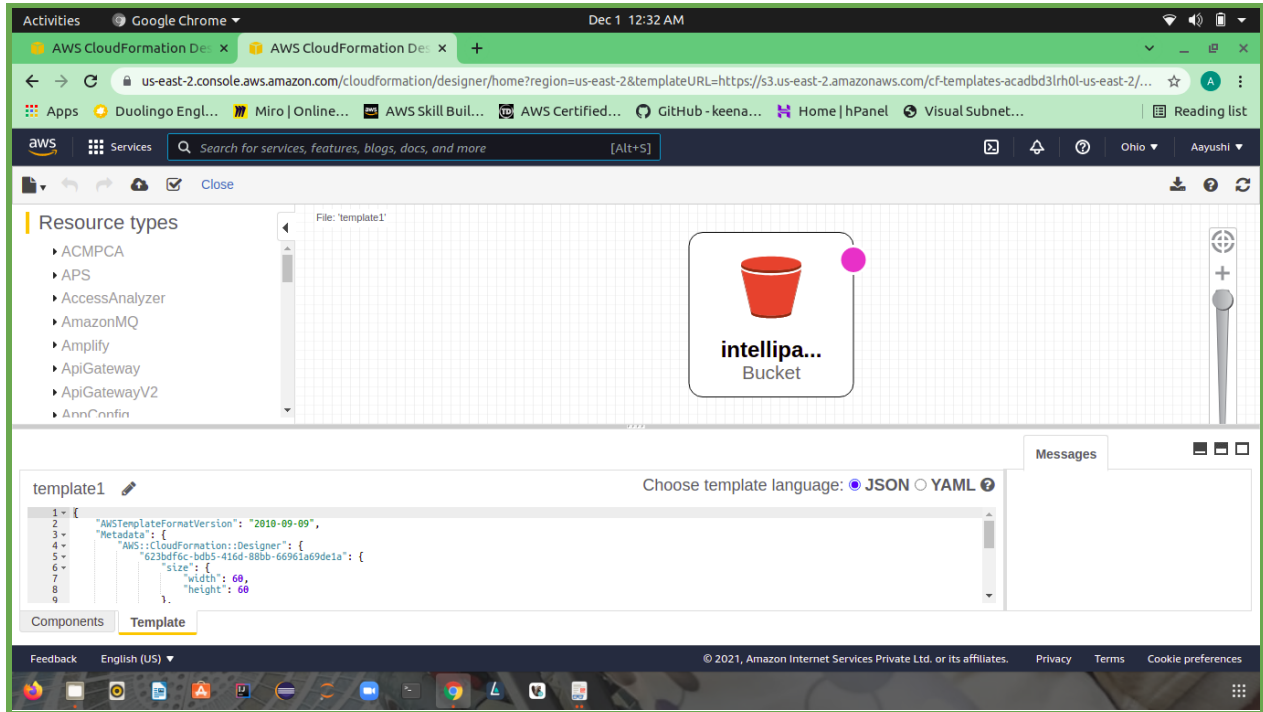 Activities Google Chrome Dec 1 12:32 AM
AWS CloudFormation Des AWS CloudFormation Des
us-east-2.console.aws.amazon.com/cloudformation/designer/home?region=us-east-2&templateURL=https://s3.us-east-2.amazonaws.com/cf-templates-acadbd3lrh0l-us-east-2/... A
Apps Duolingo Engl... Miro | Online... AWS Skill Buil... AWS Certified... GitHub - keena... Home | hPanel Visual Subnet... Reading list
aws Services Search for services, features, blogs, docs, and more [Alt+S] Ohio Aayushi
Close
Resource types
File: 'template1'
ACMPCA
APS
AccessAnalyzer
AmazonMQ
Amplify
ApiGateway
ApiGatewayV2
AppConfig
intellipa...
Bucket
Messages
template1 Choose template language: JSON YAML
1 {
2 "AWSTemplateFormatVersion": "2010-09-09",
3 "Metadata": {
4 "AWS::CloudFormation::Designer": {
5 "623bdf6c-bdb5-416d-88bb-66961a69de1a": {
6 "size": {
7 "width": 60,
8 "height": 60
9 },
Components Template
Feedback English (US) © 2021, Amazon Internet Services Private Ltd. or its affiliates. Privacy Terms Cookie preferences